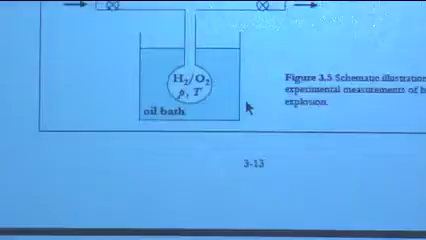 H2/O2
p, T
oil bath
Figure 3.5 Schematic illustration
experimental measurements of
explosion.
3-13